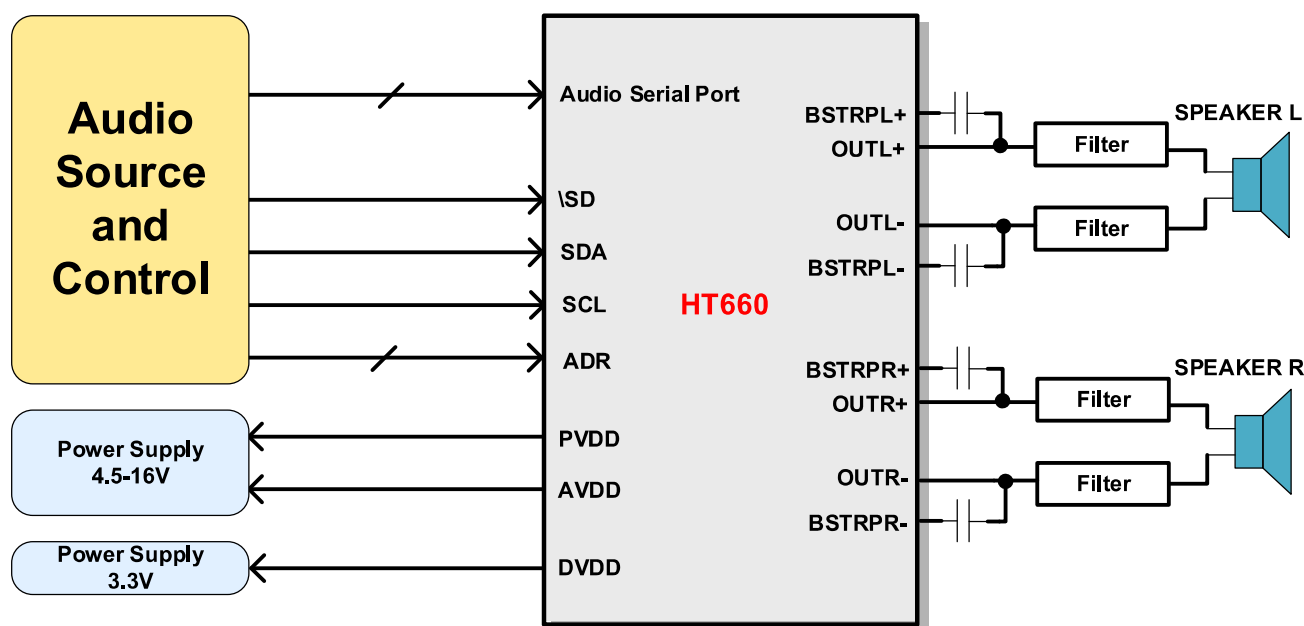 Audio
Source
and
Control
Power Supply
4.5-16V
Power Supply
3.3V
Audio Serial Port
\SD
SDA
SCL
ADR
PVDD
AVDD
DVDD
HT660
BSTRPL+
OUTL+
OUTL-
BSTRPL-
BSTRPR+
OUTR+
OUTR-
BSTRPR-
SPEAKER L
Filter
Filter
SPEAKER R
Filter
Filter